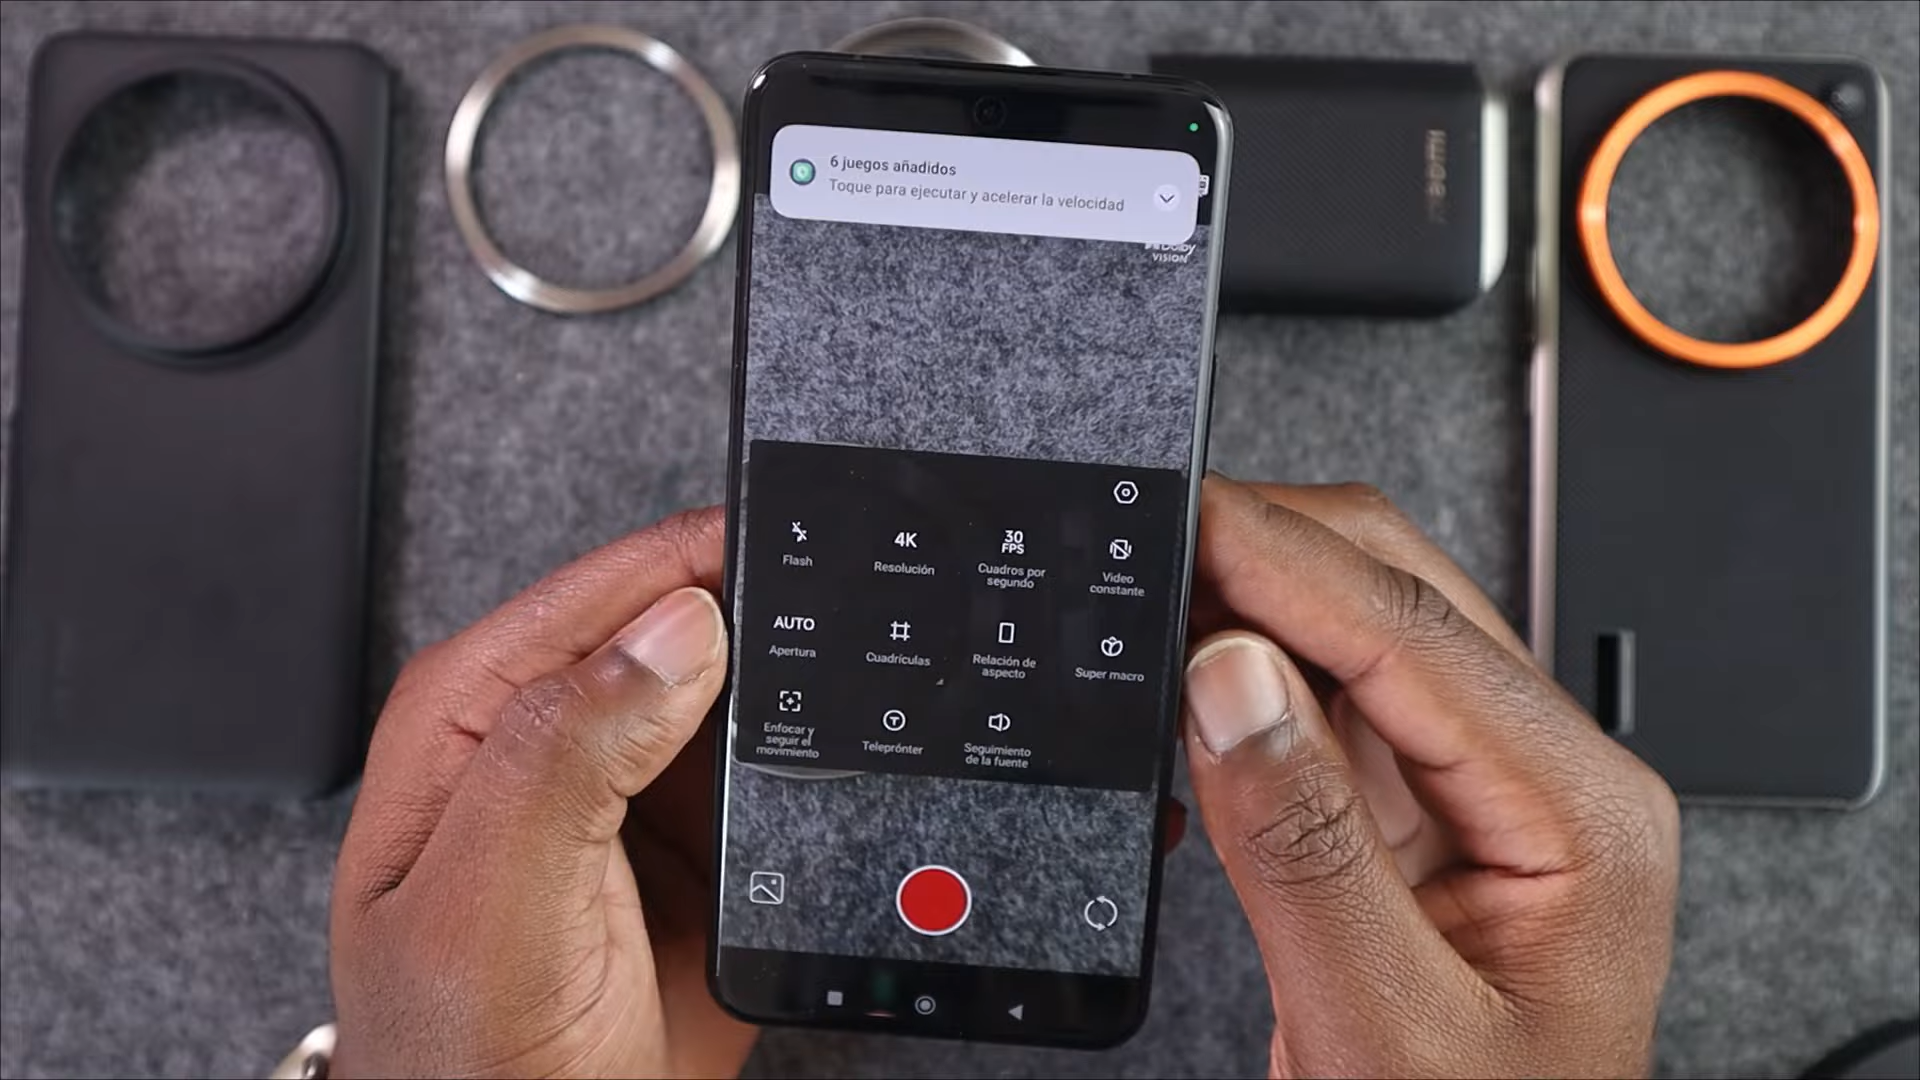 6 juegos añadidos
Toque para ejecutar y acelerar la velocidad
Dolby
VISION
Flash
4K
Resolución
30
FPS
Cuadros por
segundo
Video
constante
AUTO
Apertura
Cuadrículas
Relación de
aspecto
Super macro
Enfocar y
seguir el
movimiento
T
Teleprónter
Seguimiento
de la fuente